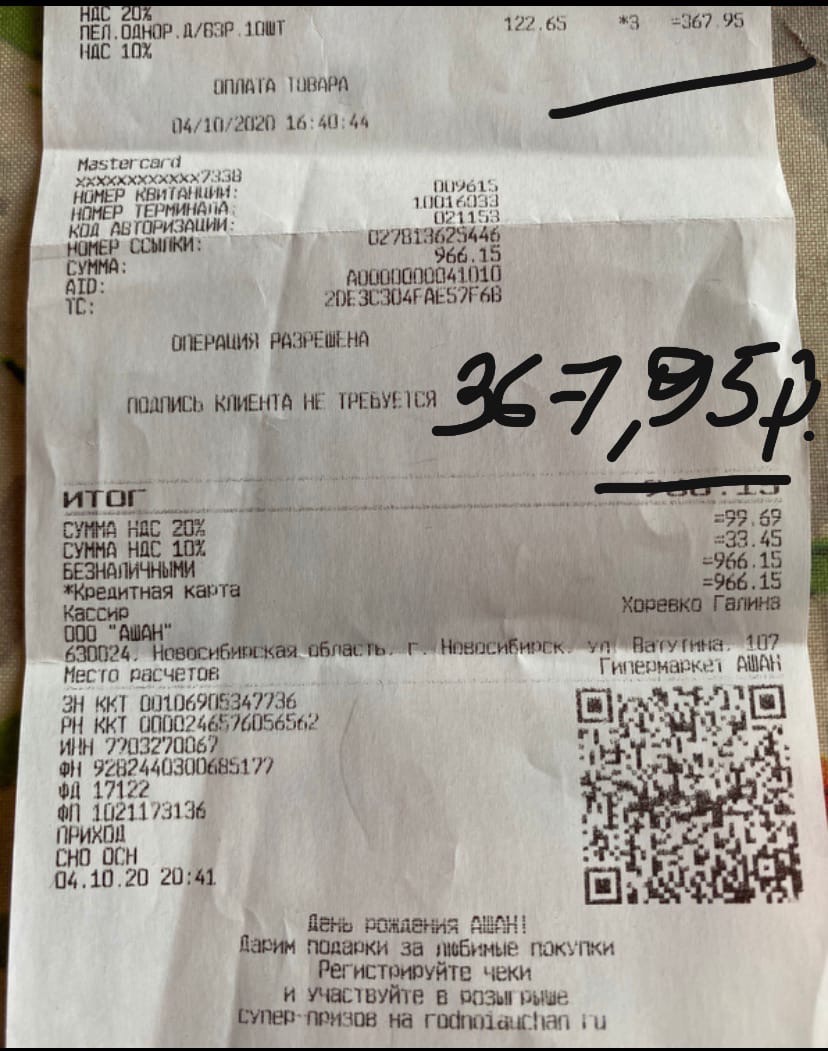 НДС 20%
ПЕЛ.ОДНОР.Д/ВЗР.10ШТ 122.65 *3 =367.95
НДС 10%
ОПЛАТА ТОВАРА
04/10/2020 16:40:44
Mastercard
xxxxxxxxxxxx7338
НОМЕР КВИТАНЦИИ: 009615
НОМЕР ТЕРМИНАЛА: 10016033
КОД АВТОРИЗАЦИИ: 021153
НОМЕР ССЫЛКИ: 027813625446
СУММА: 966.15
AID: A0000000041010
TC: 2DE3C304FAE57F6B
ОПЕРАЦИЯ РАЗРЕШЕНА
ПОДПИСЬ КЛИЕНТА НЕ ТРЕБУЕТСЯ 367,95р.
ИТОГ
СУММА НДС 20% =99.69
СУММА НДС 10% =33.45
БЕЗНАЛИЧНЫМИ =966.15
*Кредитная карта =966.15
Кассир Хоревко Галина
ООО "АШАН"
630024, Новосибирская область, г. Новосибирск, ул. Ватутина, 107
Место расчетов Гипермаркет АШАН
ЗН ККТ 00106905347736
РН ККТ 0000246576056562
ИНН 7703270067
ФН 9282440300685177
ФД 17122
ФП 1021173136
ПРИХОД
СНО ОСН
04.10.20 20:41
День рождения АШАН!
Дарим подарки за любимые покупки
Регистрируйте чеки
и участвуйте в розыгрыше
супер-призов на rodnoiauchan.ru